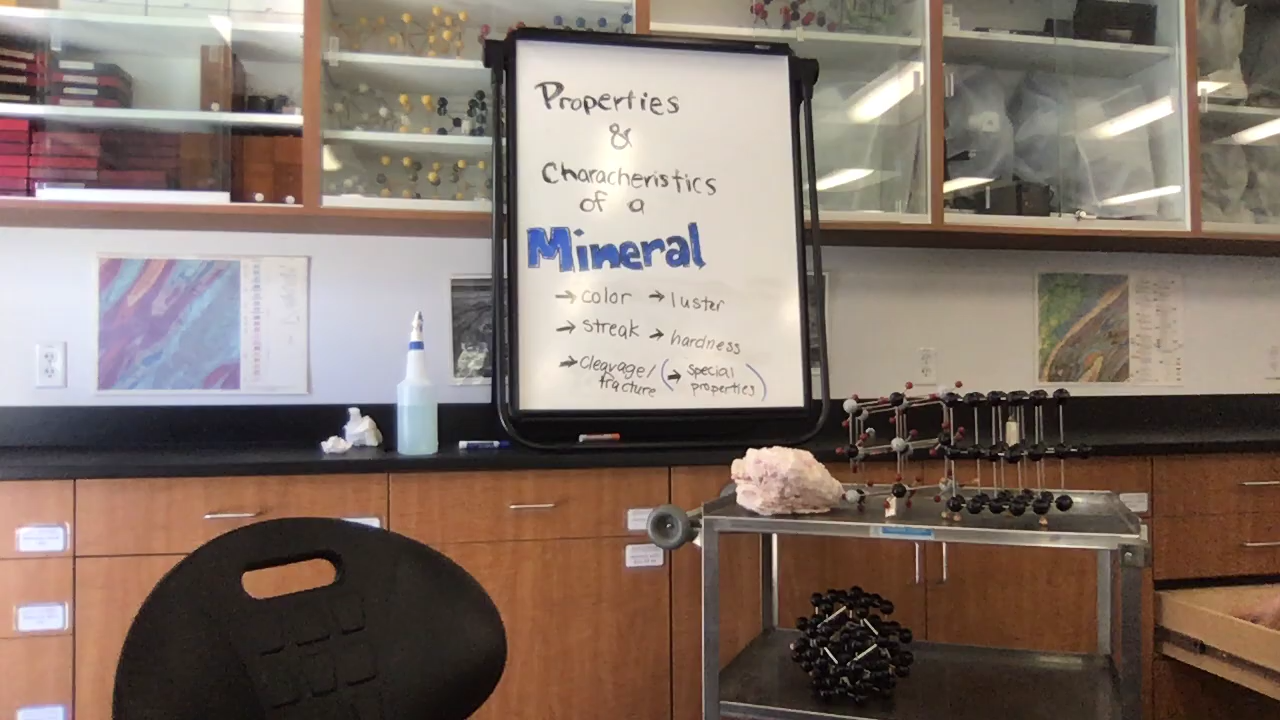 Properties
&
Characteristics
of a
Mineral
→ color → luster
→ streak → hardness
→ cleavage/ (→ special
fracture properties)